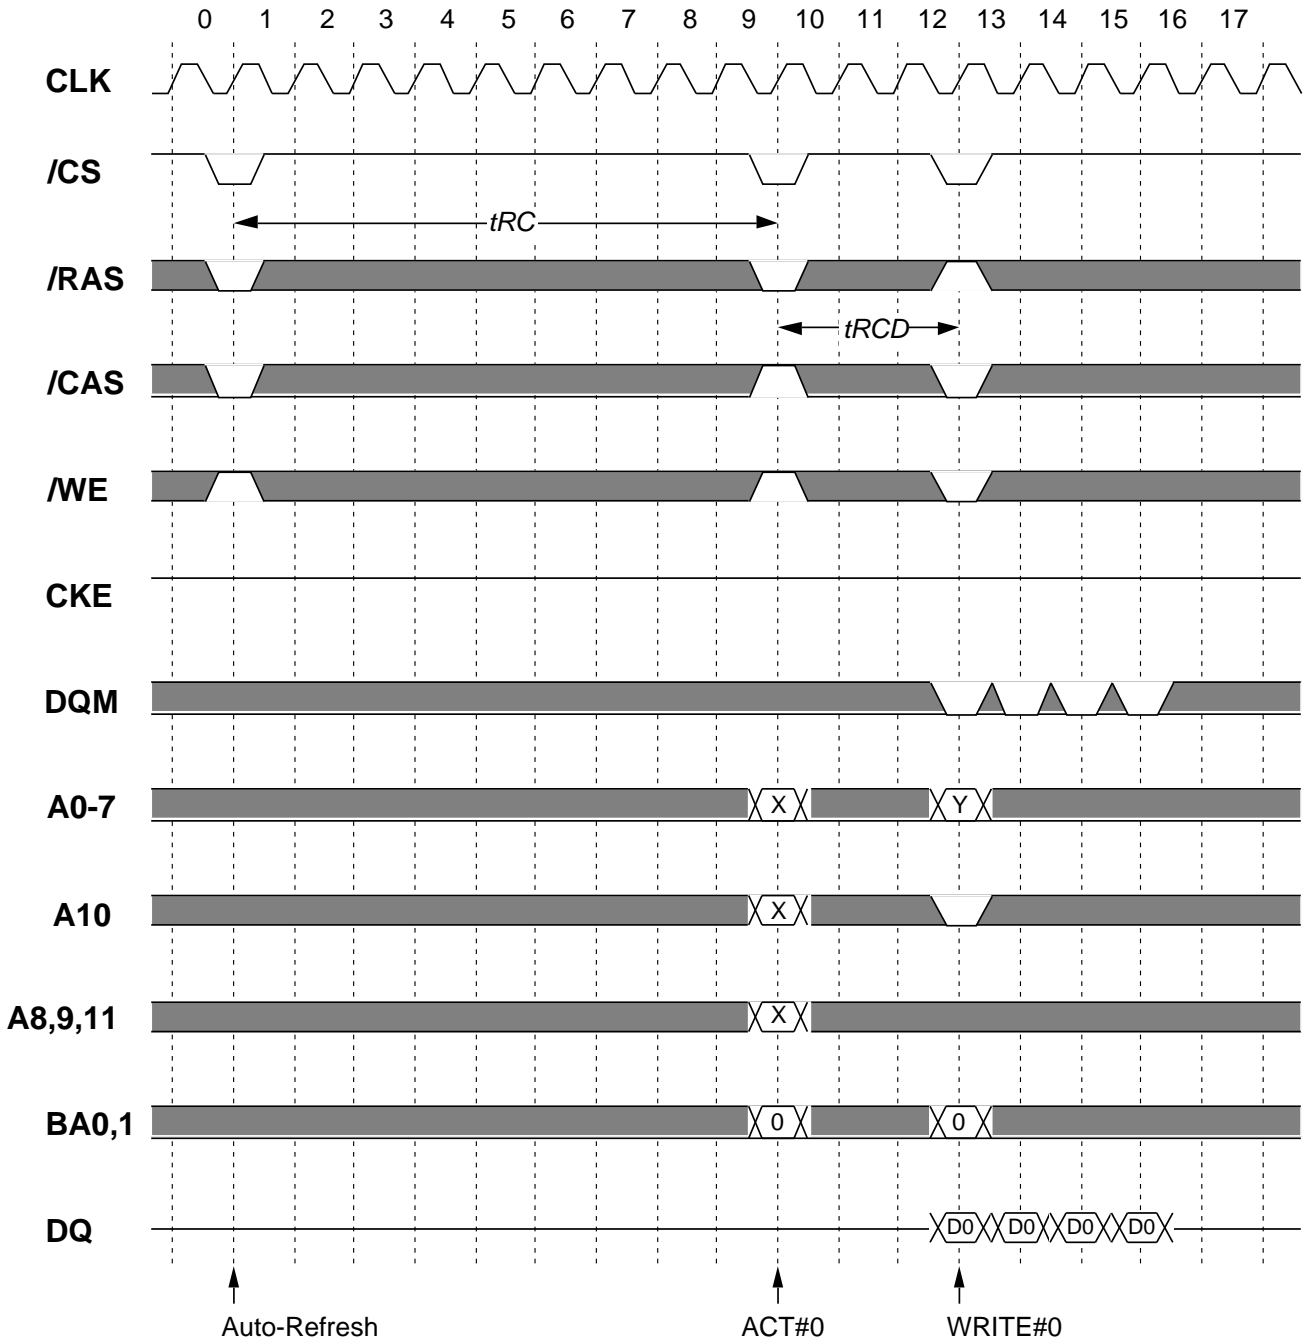 0 1 2 3 4 5 6 7 8 9 10 11 12 13 14 15 16 17
CLK
/CS
tRC
/RAS
tRCD
/CAS
/WE
CKE
DQM
A0-7 X Y
A10 X
A8,9,11 X
BA0,1 0 0
DQ D0 D0 D0 D0
Auto-Refresh ACT#0 WRITE#0